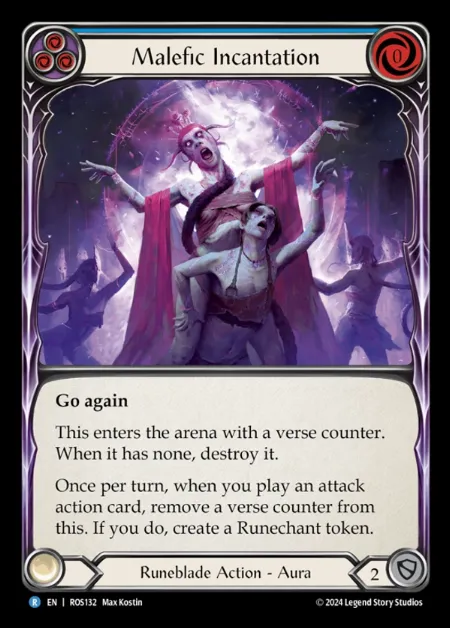 Malefic Incantation
0
Go again
This enters the arena with a verse counter.
When it has none, destroy it.
Once per turn, when you play an attack
action card, remove a verse counter from
this. If you do, create a Runechant token.
Runeblade Action - Aura
2
R EN | ROS132 Max Kostin
© 2024 Legend Story Studios